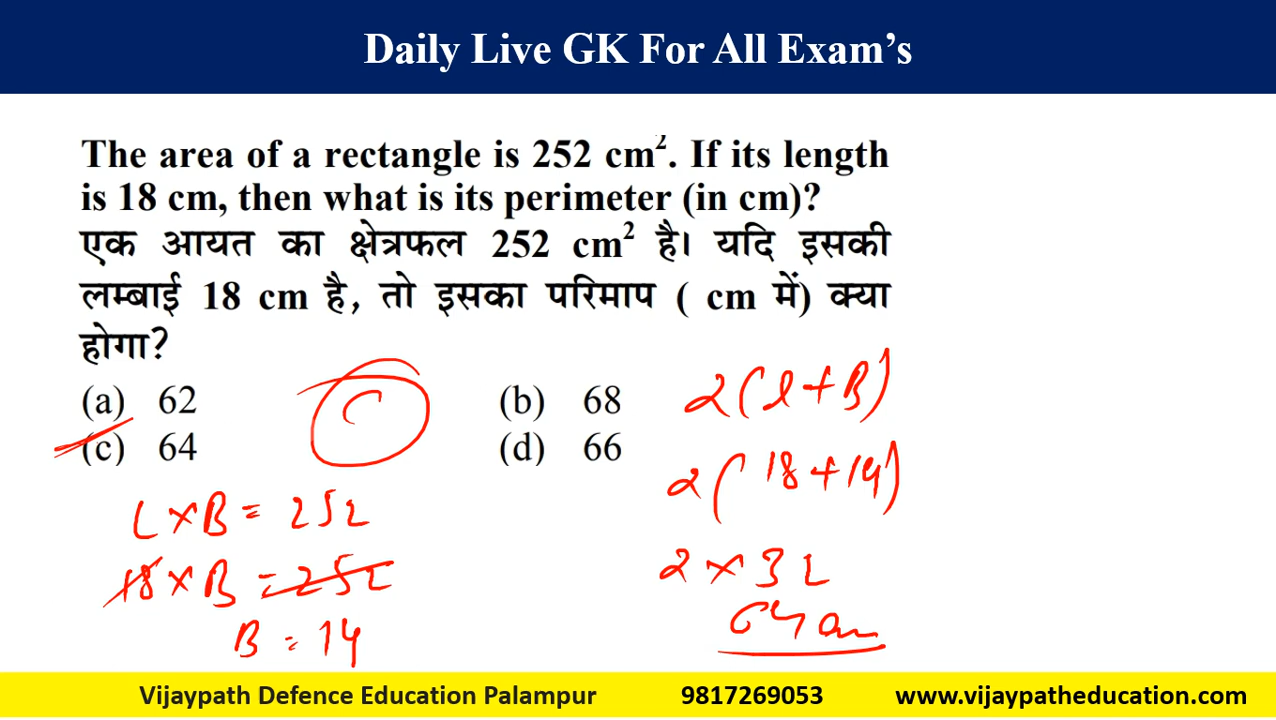 Daily Live GK For All Exam's
The area of a rectangle is 252 cm². If its length
is 18 cm, then what is its perimeter (in cm)?
एक आयत का क्षेत्रफल 252 cm² है। यदि इसकी
लम्बाई 18 cm है, तो इसका परिमाप ( cm में) क्या
होगा?
(a) 62 (b) 68
(c) 64 (d) 66
C
L×B = 252
18×B = 252
B = 14
2(l+B)
2(18+14)
2×32
64 cm
Vijaypath Defence Education Palampur 9817269053 www.vijaypatheducation.com